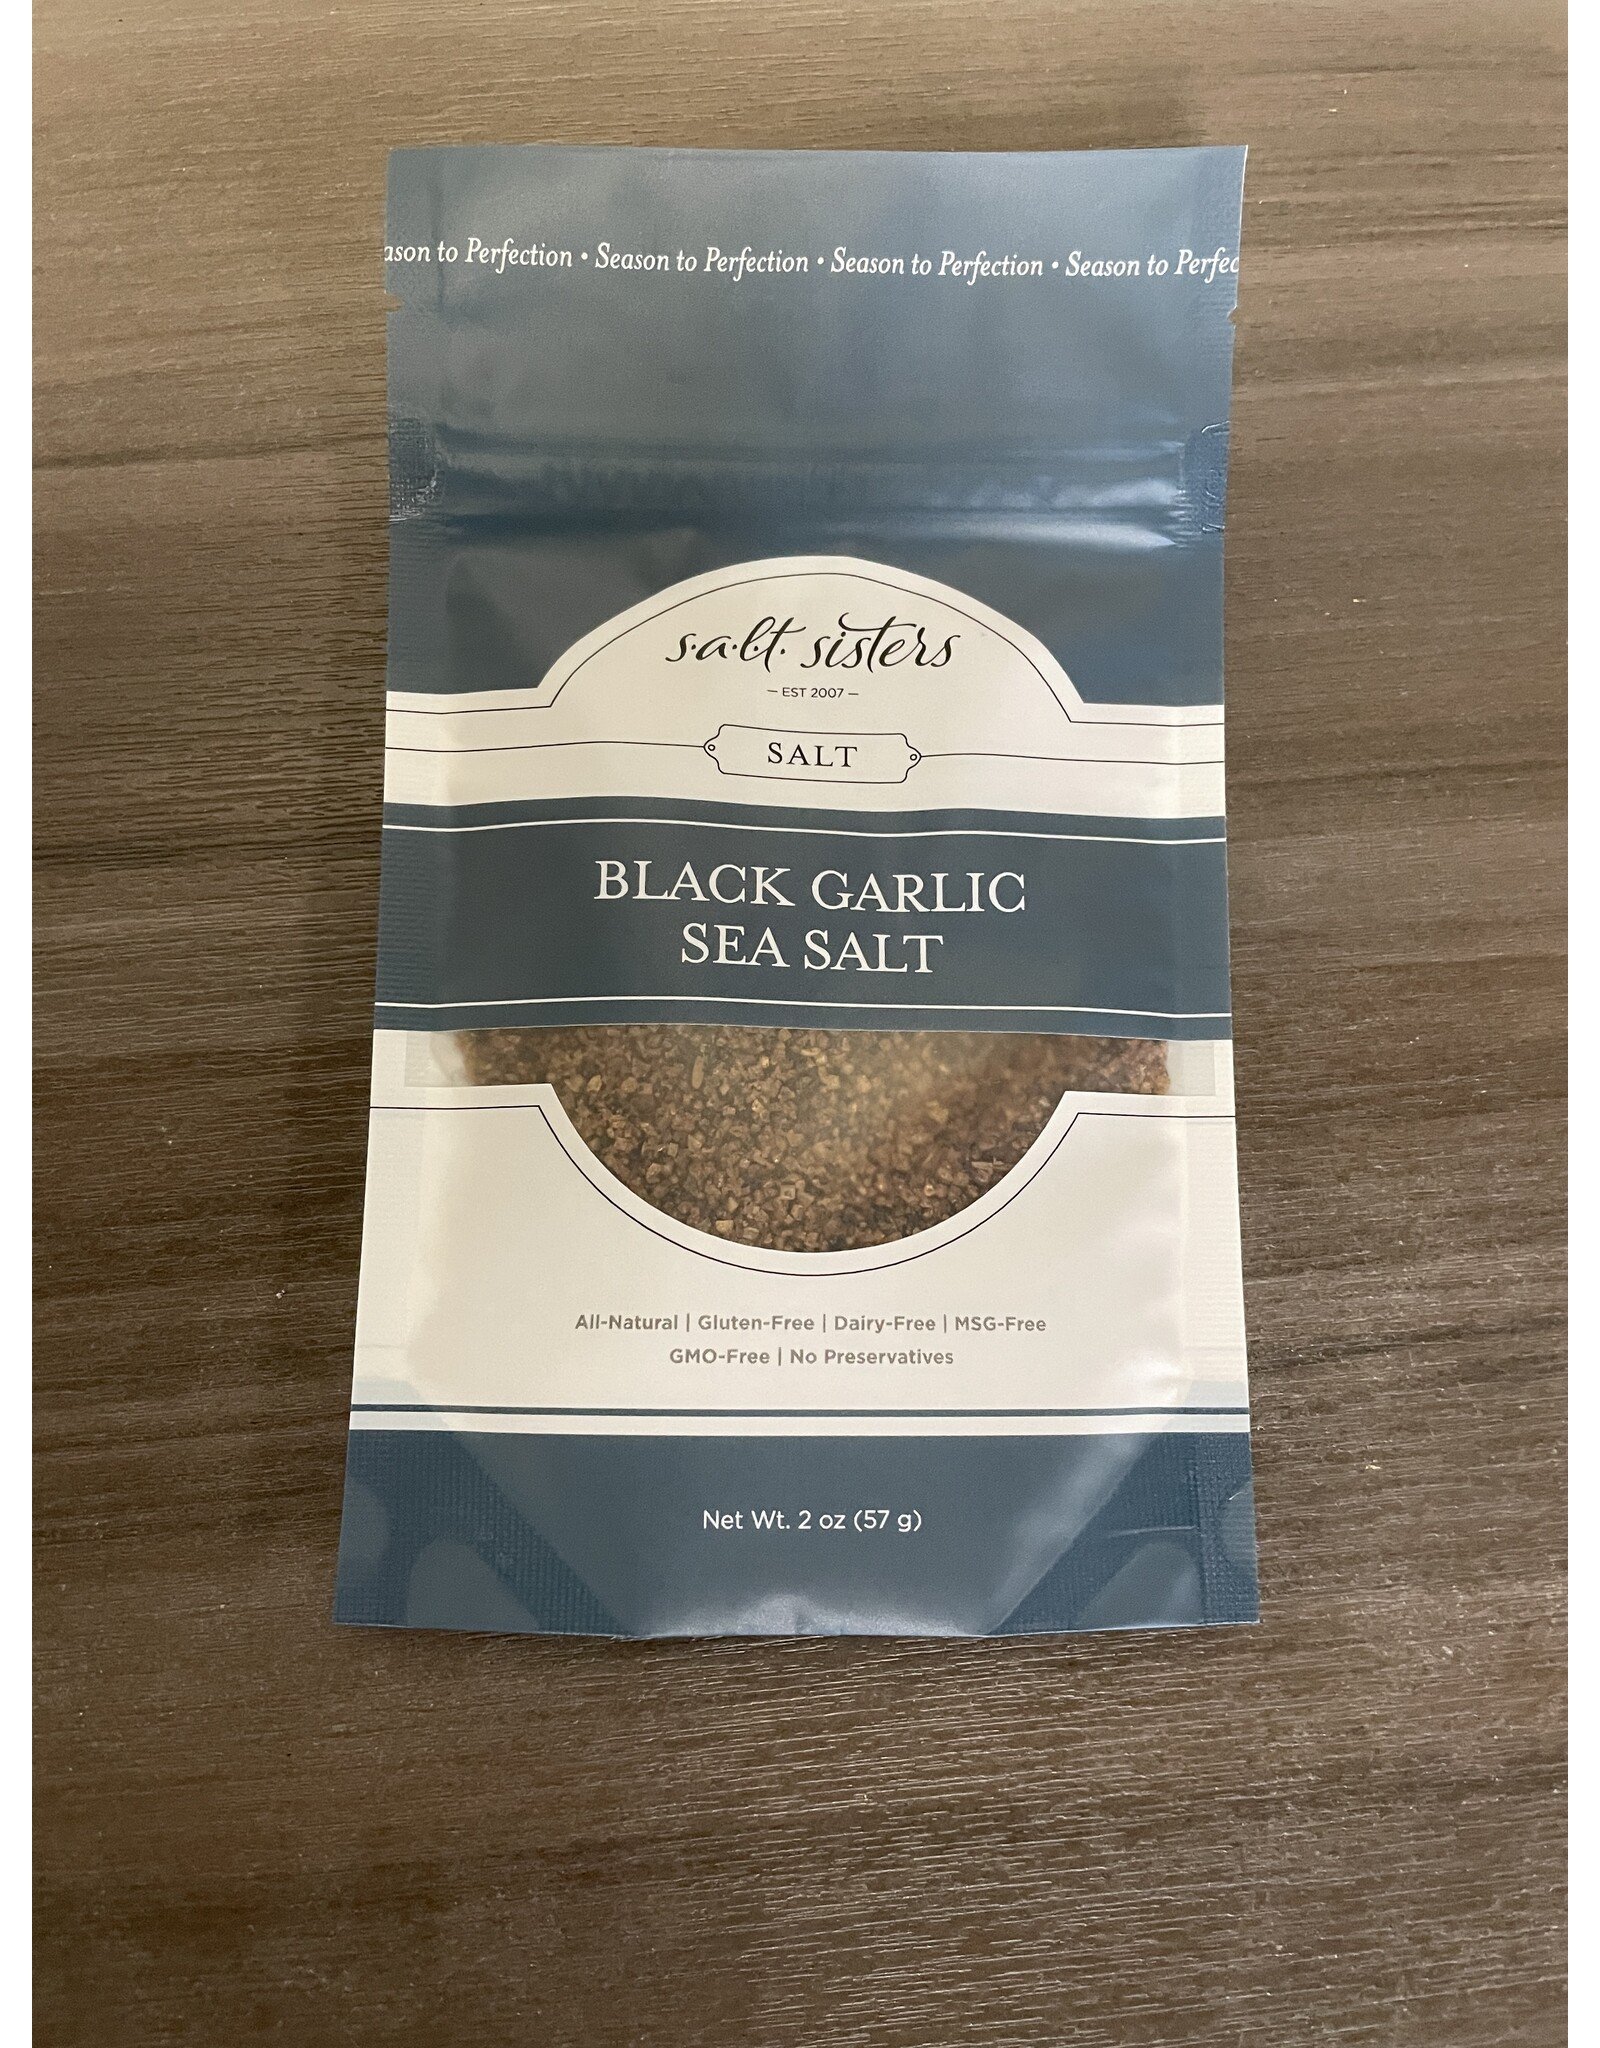 ason to Perfection • Season to Perfection • Season to Perfection • Season to Perfec
s.a.l.t. sisters
— EST 2007 —
SALT
BLACK GARLIC
SEA SALT
All-Natural | Gluten-Free | Dairy-Free | MSG-Free
GMO-Free | No Preservatives
Net Wt. 2 oz (57 g)